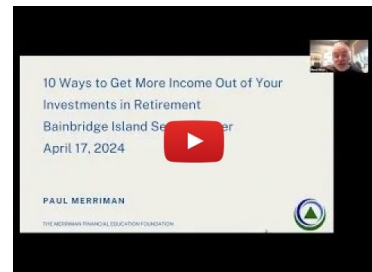 10 Ways to Get More Income Out of Your
Investments in Retirement
Bainbridge Island
April 17, 2024
PAUL MERRIMAN
THE MERRIMAN FINANCIAL EDUCATION FOUNDATION